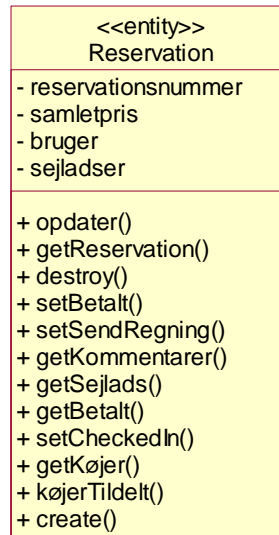 <<entity>>
Reservation
- reservationsnummer
- samletpris
- bruger
- sejladser
+ opdater()
+ getReservation()
+ destroy()
+ setBetalt()
+ setSendRegning()
+ getKommentarer()
+ getSejlads()
+ getBetalt()
+ setCheckedIn()
+ getKøjer()
+ køjerTildelt()
+ create()